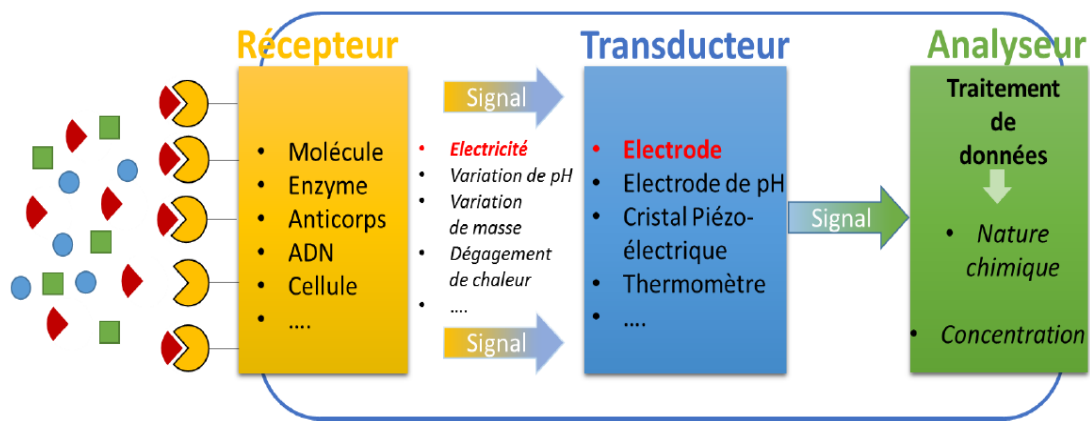 Récepteur
• Molécule
• Enzyme
• Anticorps
• ADN
• Cellule
• ....
Signal
• Electricité
• Variation de pH
• Variation
de masse
• Dégagement
de chaleur
• ....
Signal
Transducteur
• Electrode
• Electrode de pH
• Cristal Piézo-
électrique
• Thermomètre
• ....
Signal
Analyseur
Traitement
de
données
• Nature
chimique
• Concentration